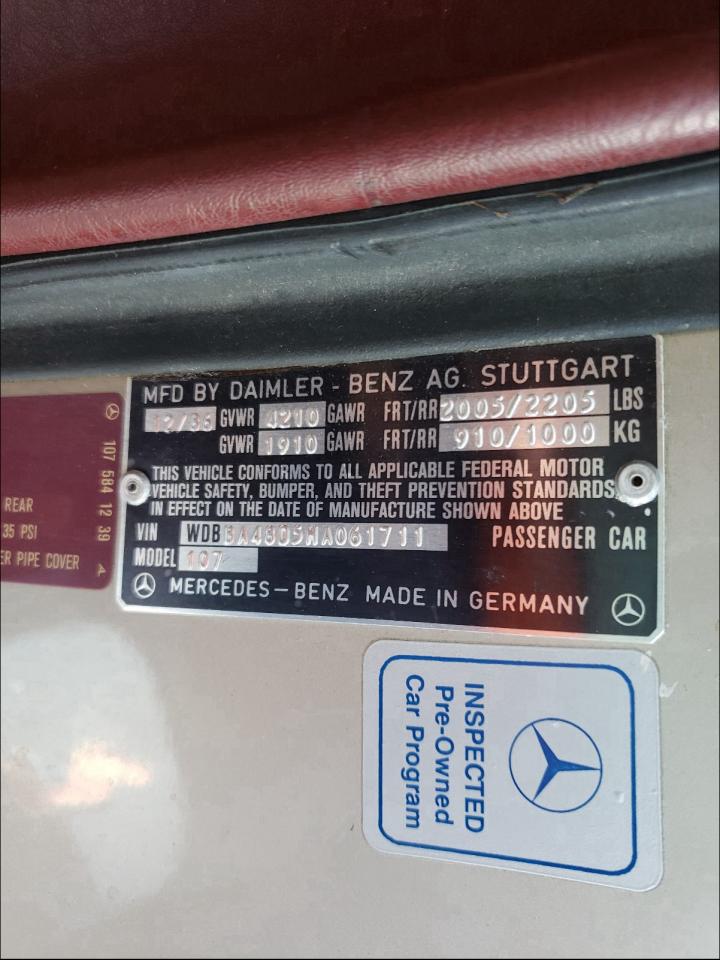 MFD BY DAIMLER - BENZ AG. STUTTGART
12/86 GVWR 4210 GAWR FRT/RR 2005/2205 LBS
GVWR 1910 GAWR FRT/RR 910/1000 KG
THIS VEHICLE CONFORMS TO ALL APPLICABLE FEDERAL MOTOR
VEHICLE SAFETY, BUMPER, AND THEFT PREVENTION STANDARDS
IN EFFECT ON THE DATE OF MANUFACTURE SHOWN ABOVE
VIN WDBBA48D5HA061711 PASSENGER CAR
MODEL 107
MERCEDES-BENZ MADE IN GERMANY
REAR
35 PSI
PIPE COVER
107 584 12 39 A
INSPECTED
Pre-Owned
Car Program